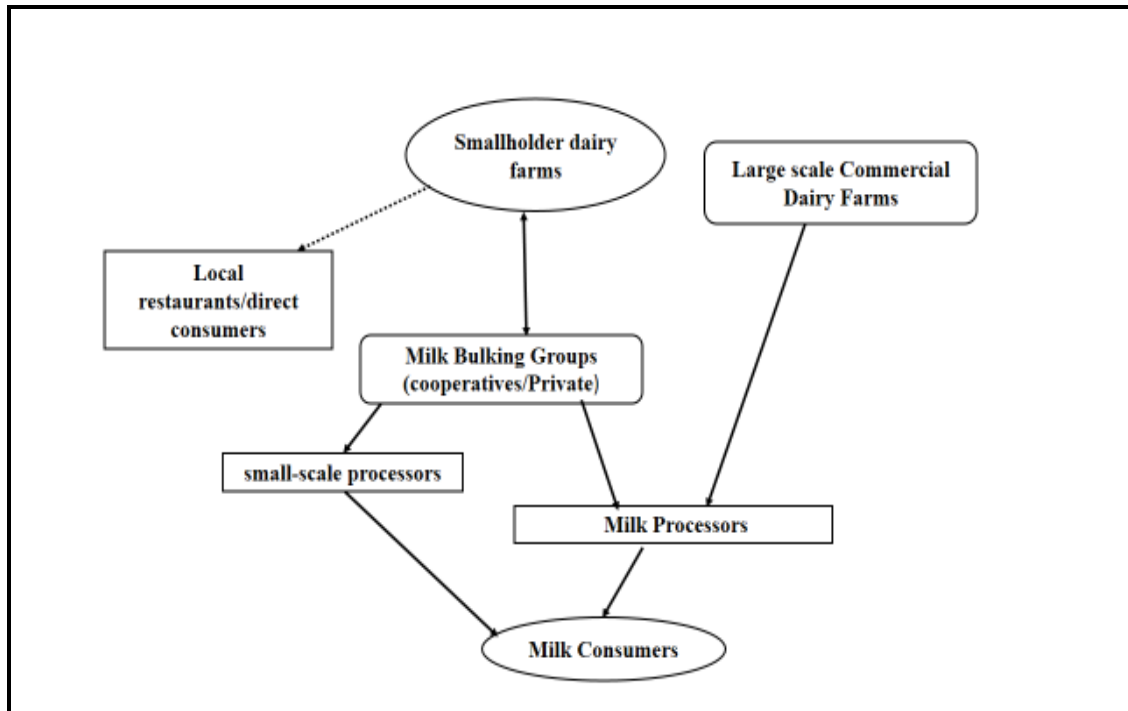 Smallholder dairy
farms
Large scale Commercial
Dairy Farms
Local
restaurants/direct
consumers
Milk Bulking Groups
(cooperatives/Private)
small-scale processors
Milk Processors
Milk Consumers